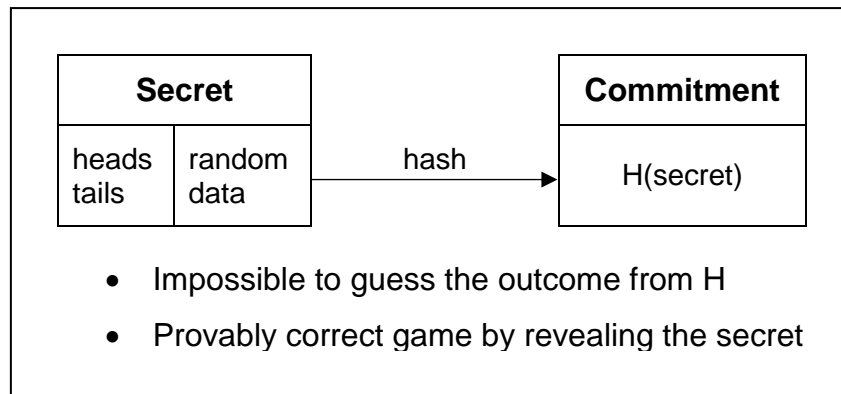 Secret
heads
tails
random
data
hash
Commitment
H(secret)
• Impossible to guess the outcome from H
• Provably correct game by revealing the secret